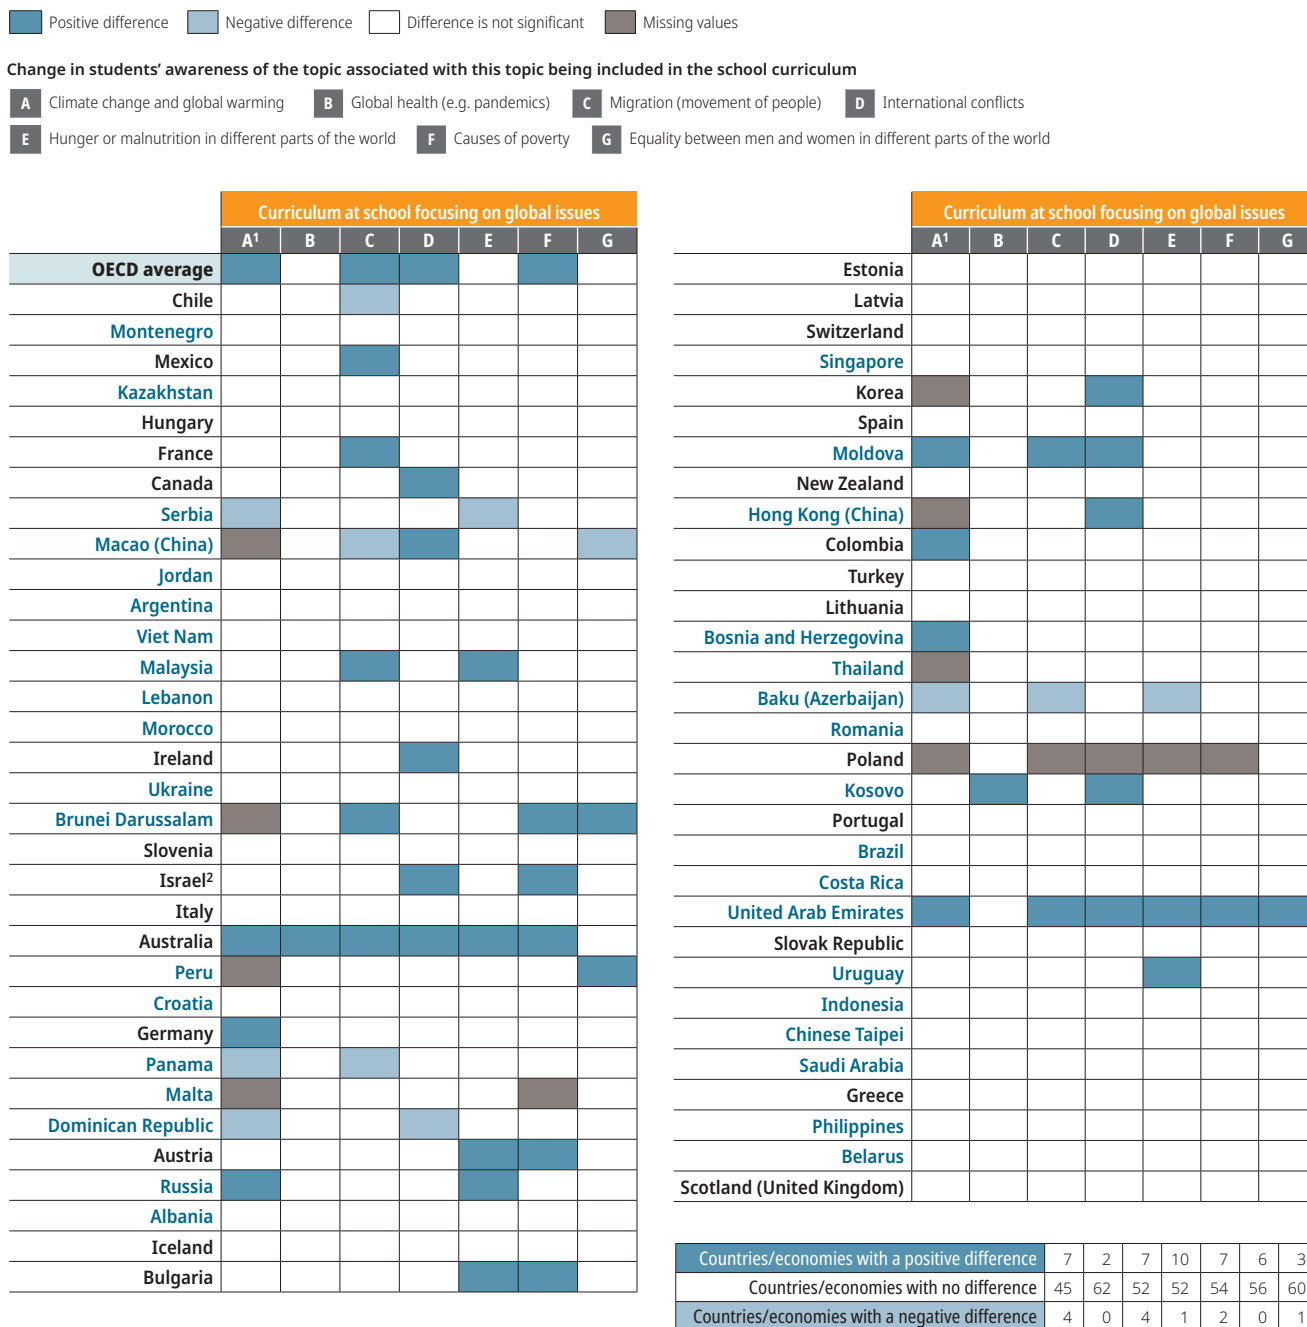 Positive difference Negative difference Difference is not significant Missing values
Change in students’ awareness of the topic associated with this topic being included in the school curriculum
A Climate change and global warming B Global health (e.g. pandemics) C Migration (movement of people) D International conflicts
E Hunger or malnutrition in different parts of the world F Causes of poverty G Equality between men and women in different parts of the world
Curriculum at school focusing on global issues
A¹ B C D E F G
OECD average
Chile
Montenegro
Mexico
Kazakhstan
Hungary
France
Canada
Serbia
Macao (China)
Jordan
Argentina
Viet Nam
Malaysia
Lebanon
Morocco
Ireland
Ukraine
Brunei Darussalam
Slovenia
Israel²
Italy
Australia
Peru
Croatia
Germany
Panama
Malta
Dominican Republic
Austria
Russia
Albania
Iceland
Bulgaria
Curriculum at school focusing on global issues
A¹ B C D E F G
Estonia
Latvia
Switzerland
Singapore
Korea
Spain
Moldova
New Zealand
Hong Kong (China)
Colombia
Turkey
Lithuania
Bosnia and Herzegovina
Thailand
Baku (Azerbaijan)
Romania
Poland
Kosovo
Portugal
Brazil
Costa Rica
United Arab Emirates
Slovak Republic
Uruguay
Indonesia
Chinese Taipei
Saudi Arabia
Greece
Philippines
Belarus
Scotland (United Kingdom)
Countries/economies with a positive difference 7 2 7 10 7 6 3
Countries/economies with no difference 45 62 52 52 54 56 60
Countries/economies with a negative difference 4 0 4 1 2 0 1